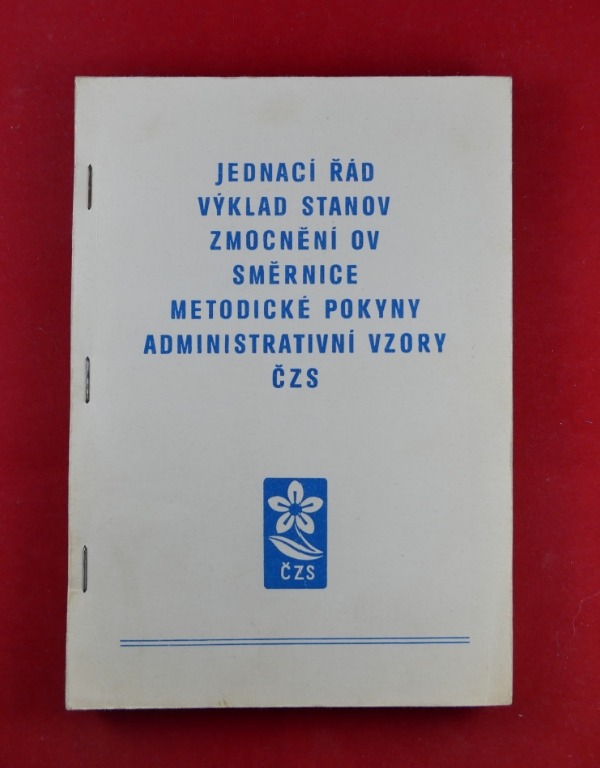 JEDNACÍ ŘÁD
VÝKLAD STANOV
ZMOCNĚNÍ OV
SMĚRNICE
METODICKÉ POKYNY
ADMINISTRATIVNÍ VZORY
ČZS
ČZS